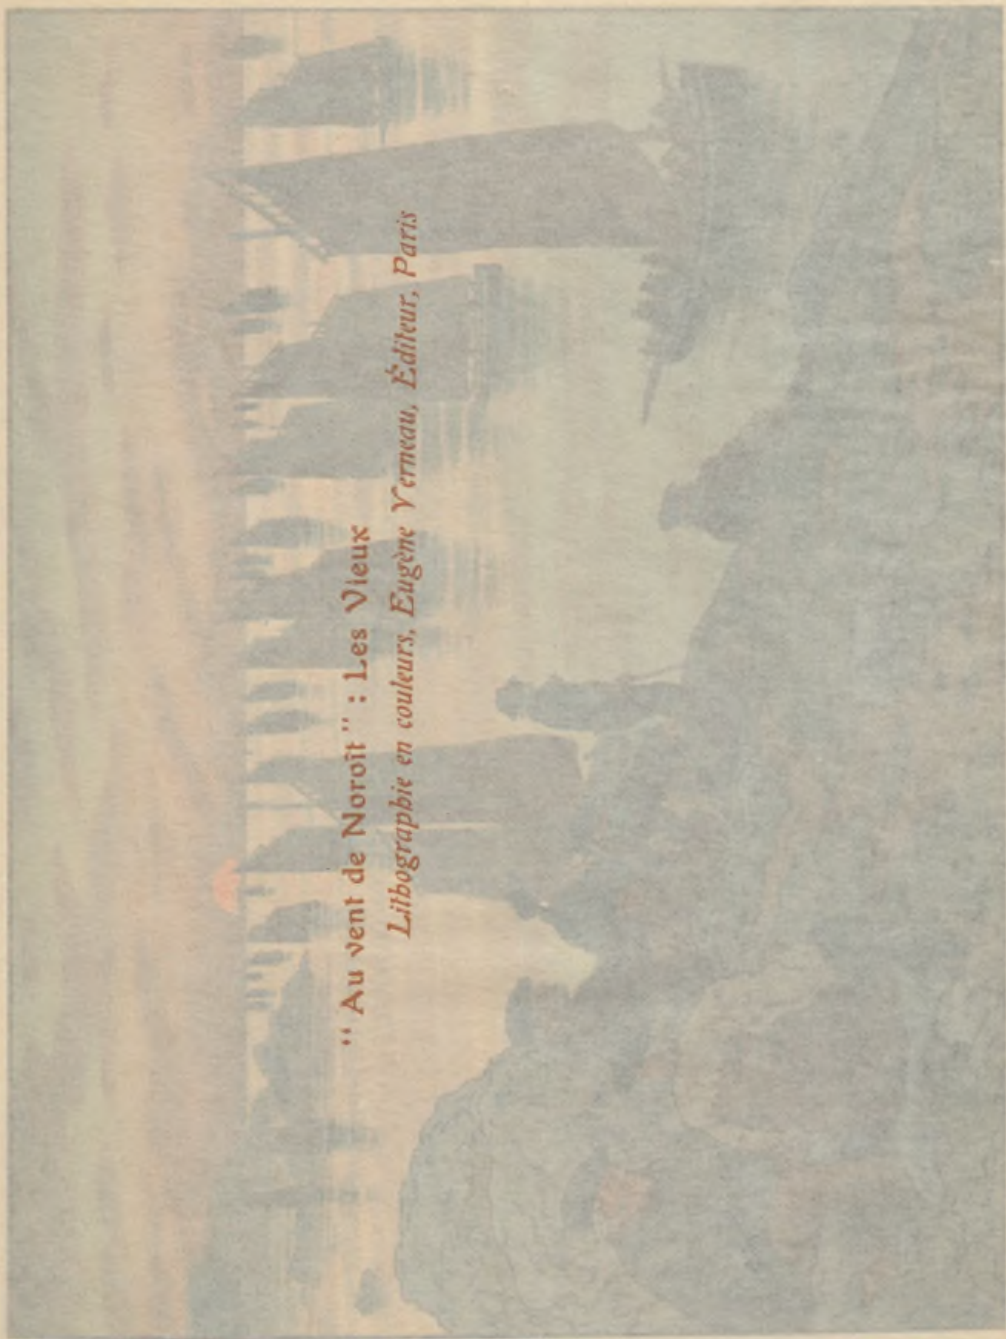 “ Au vent de Noroît ” : Les Vieux
Lithographie en couleurs, Eugène Verneau, Éditeur, Paris